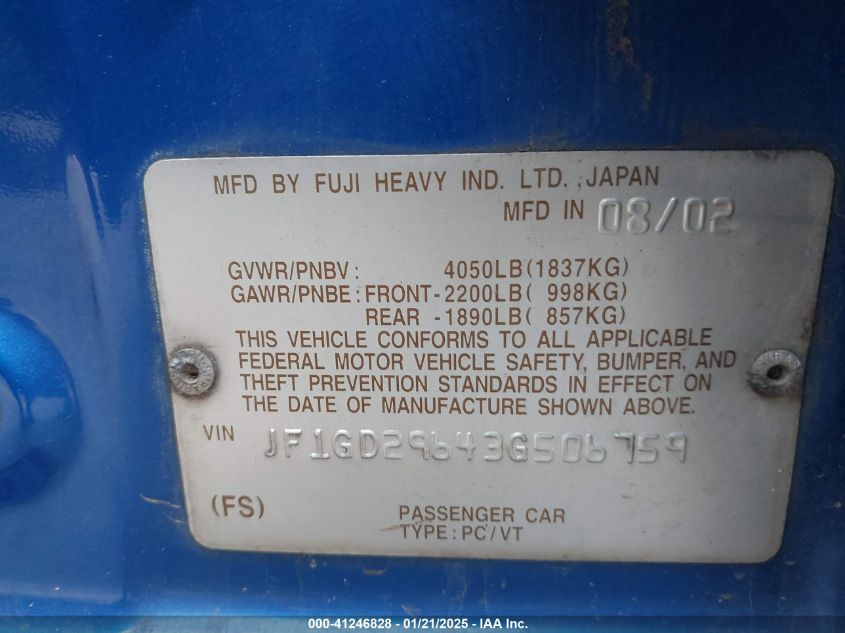 MFD BY FUJI HEAVY IND. LTD., JAPAN
MFD IN 08/02
GVWR/PNBV: 4050LB(1837KG)
GAWR/PNBE: FRONT-2200LB( 998KG)
REAR -1890LB( 857KG)
THIS VEHICLE CONFORMS TO ALL APPLICABLE
FEDERAL MOTOR VEHICLE SAFETY, BUMPER, AND
THEFT PREVENTION STANDARDS IN EFFECT ON
THE DATE OF MANUFACTURE SHOWN ABOVE.
VIN JF1GD29643G506759
(FS) PASSENGER CAR
TYPE:PC/VT
000-41246828 - 01/21/2025 - IAA Inc.